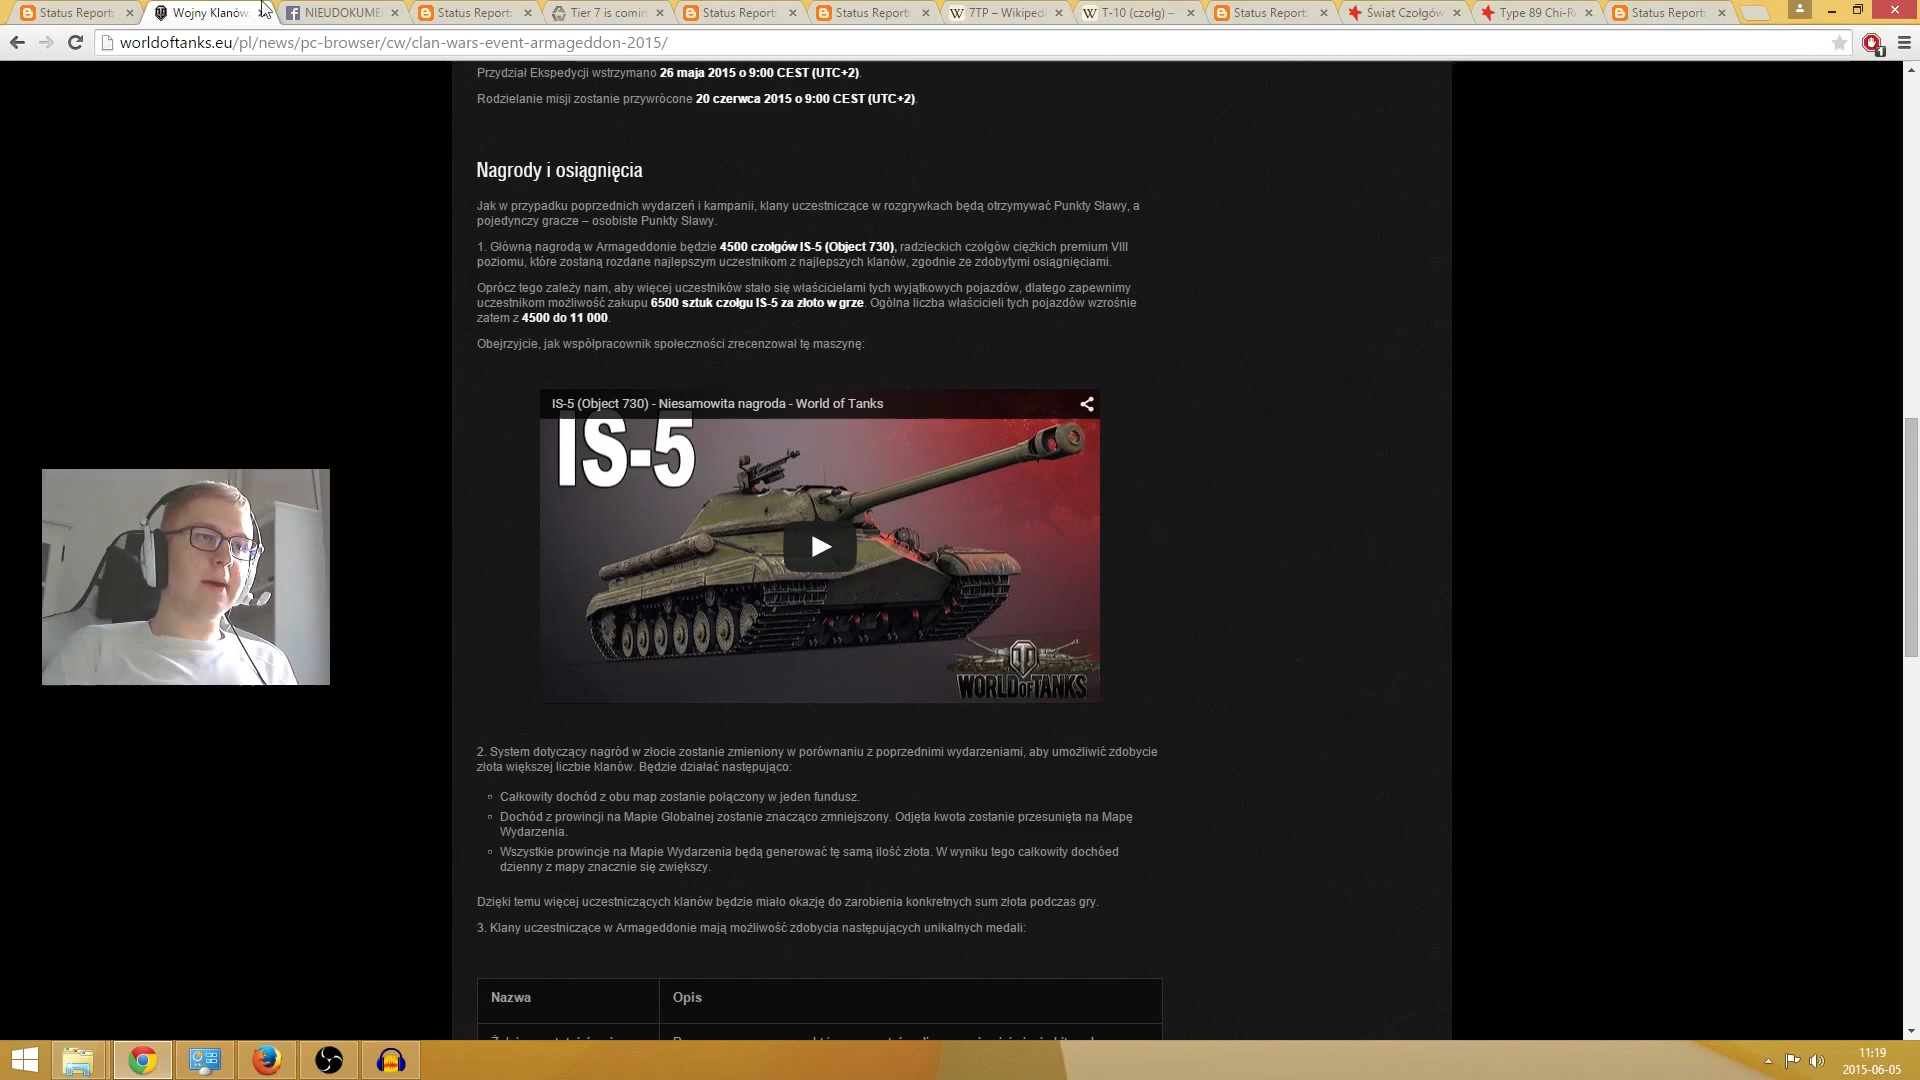 Status Report:
Wojny Klanów
NIEUDOKUME
Status Report:
Tier 7 is comin
Status Report:
Status Report:
7TP – Wikiped
T-10 (czołg) –
Status Report:
Świat Czołgów
Type 89 Chi-R
Status Report:
worldoftanks.eu/pl/news/pc-browser/cw/clan-wars-event-armageddon-2015/
1
Przydział Ekspedycji wstrzymano 26 maja 2015 o 9:00 CEST (UTC+2).
Rodzielanie misji zostanie przywrócone 20 czerwca 2015 o 9:00 CEST (UTC+2).
Nagrody i osiągnięcia
Jak w przypadku poprzednich wydarzeń i kampanii, klany uczestniczące w rozgrywkach będą otrzymywać Punkty Sławy, a
pojedynczy gracze – osobiste Punkty Sławy.
1. Główną nagrodą w Armageddonie będzie 4500 czołgów IS-5 (Object 730), radzieckich czołgów ciężkich premium VIII
poziomu, które zostaną rozdane najlepszym uczestnikom z najlepszych klanów, zgodnie ze zdobytymi osiągnięciami.
Oprócz tego zależy nam, aby więcej uczestników stało się właścicielami tych wyjątkowych pojazdów, dlatego zapewnimy
uczestnikom możliwość zakupu 6500 sztuk czołgu IS-5 za złoto w grze. Ogólna liczba właścicieli tych pojazdów wzrośnie
zatem z 4500 do 11 000.
Obejrzyjcie, jak współpracownik społeczności zrecenzował tę maszynę:
IS-5 (Object 730) - Niesamowita nagroda - World of Tanks
IS-5
WORLD OF TANKS
2. System dotyczący nagród w złocie zostanie zmieniony w porównaniu z poprzednimi wydarzeniami, aby umożliwić zdobycie
złota większej liczbie klanów. Będzie działać następująco:
Całkowity dochód z obu map zostanie połączony w jeden fundusz.
Dochód z prowincji na Mapie Globalnej zostanie znacząco zmniejszony. Odjęta kwota zostanie przesunięta na Mapę
Wydarzenia.
Wszystkie prowincje na Mapie Wydarzenia będą generować tę samą ilość złota. W wyniku tego całkowity dochóed
dzienny z mapy znacznie się zwiększy.
Dzięki temu więcej uczestniczących klanów będzie miało okazję do zarobienia konkretnych sum złota podczas gry.
3. Klany uczestniczące w Armageddonie mają możliwość zdobycia następujących unikalnych medali:
Nazwa
Opis
11:19
2015-06-05